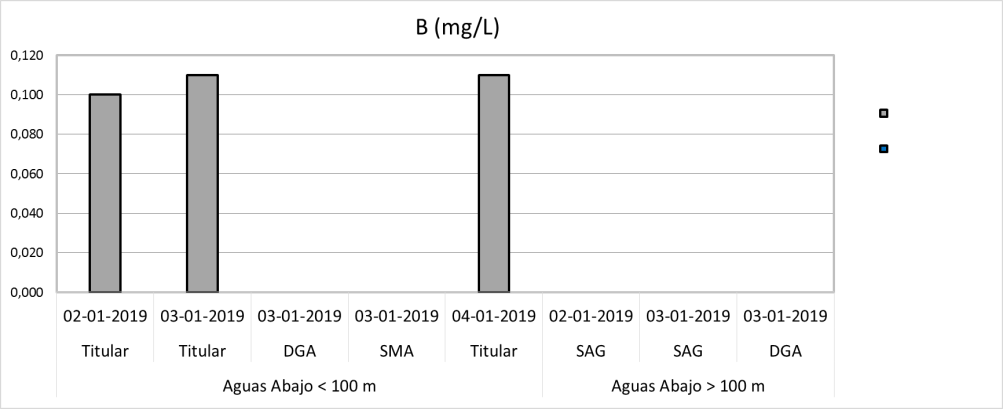 B (mg/L)
0,120
0,100
0,080
0,060
0,040
0,020
0,000
02-01-2019 03-01-2019 03-01-2019 03-01-2019 04-01-2019 02-01-2019 03-01-2019 03-01-2019
Titular Titular DGA SMA Titular SAG SAG DGA
Aguas Abajo < 100 m Aguas Abajo > 100 m